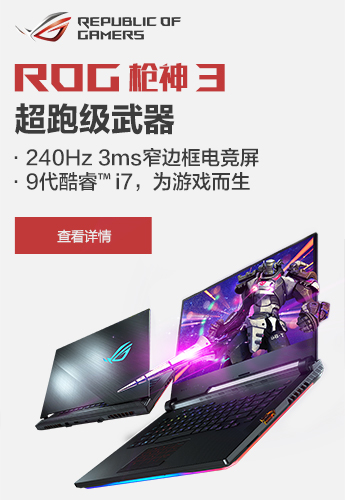 REPUBLIC OF
GAMERS
ROG 枪神 3
超跑级武器
· 240Hz 3ms窄边框电竞屏
· 9代酷睿™ i7，为游戏而生
查看详情